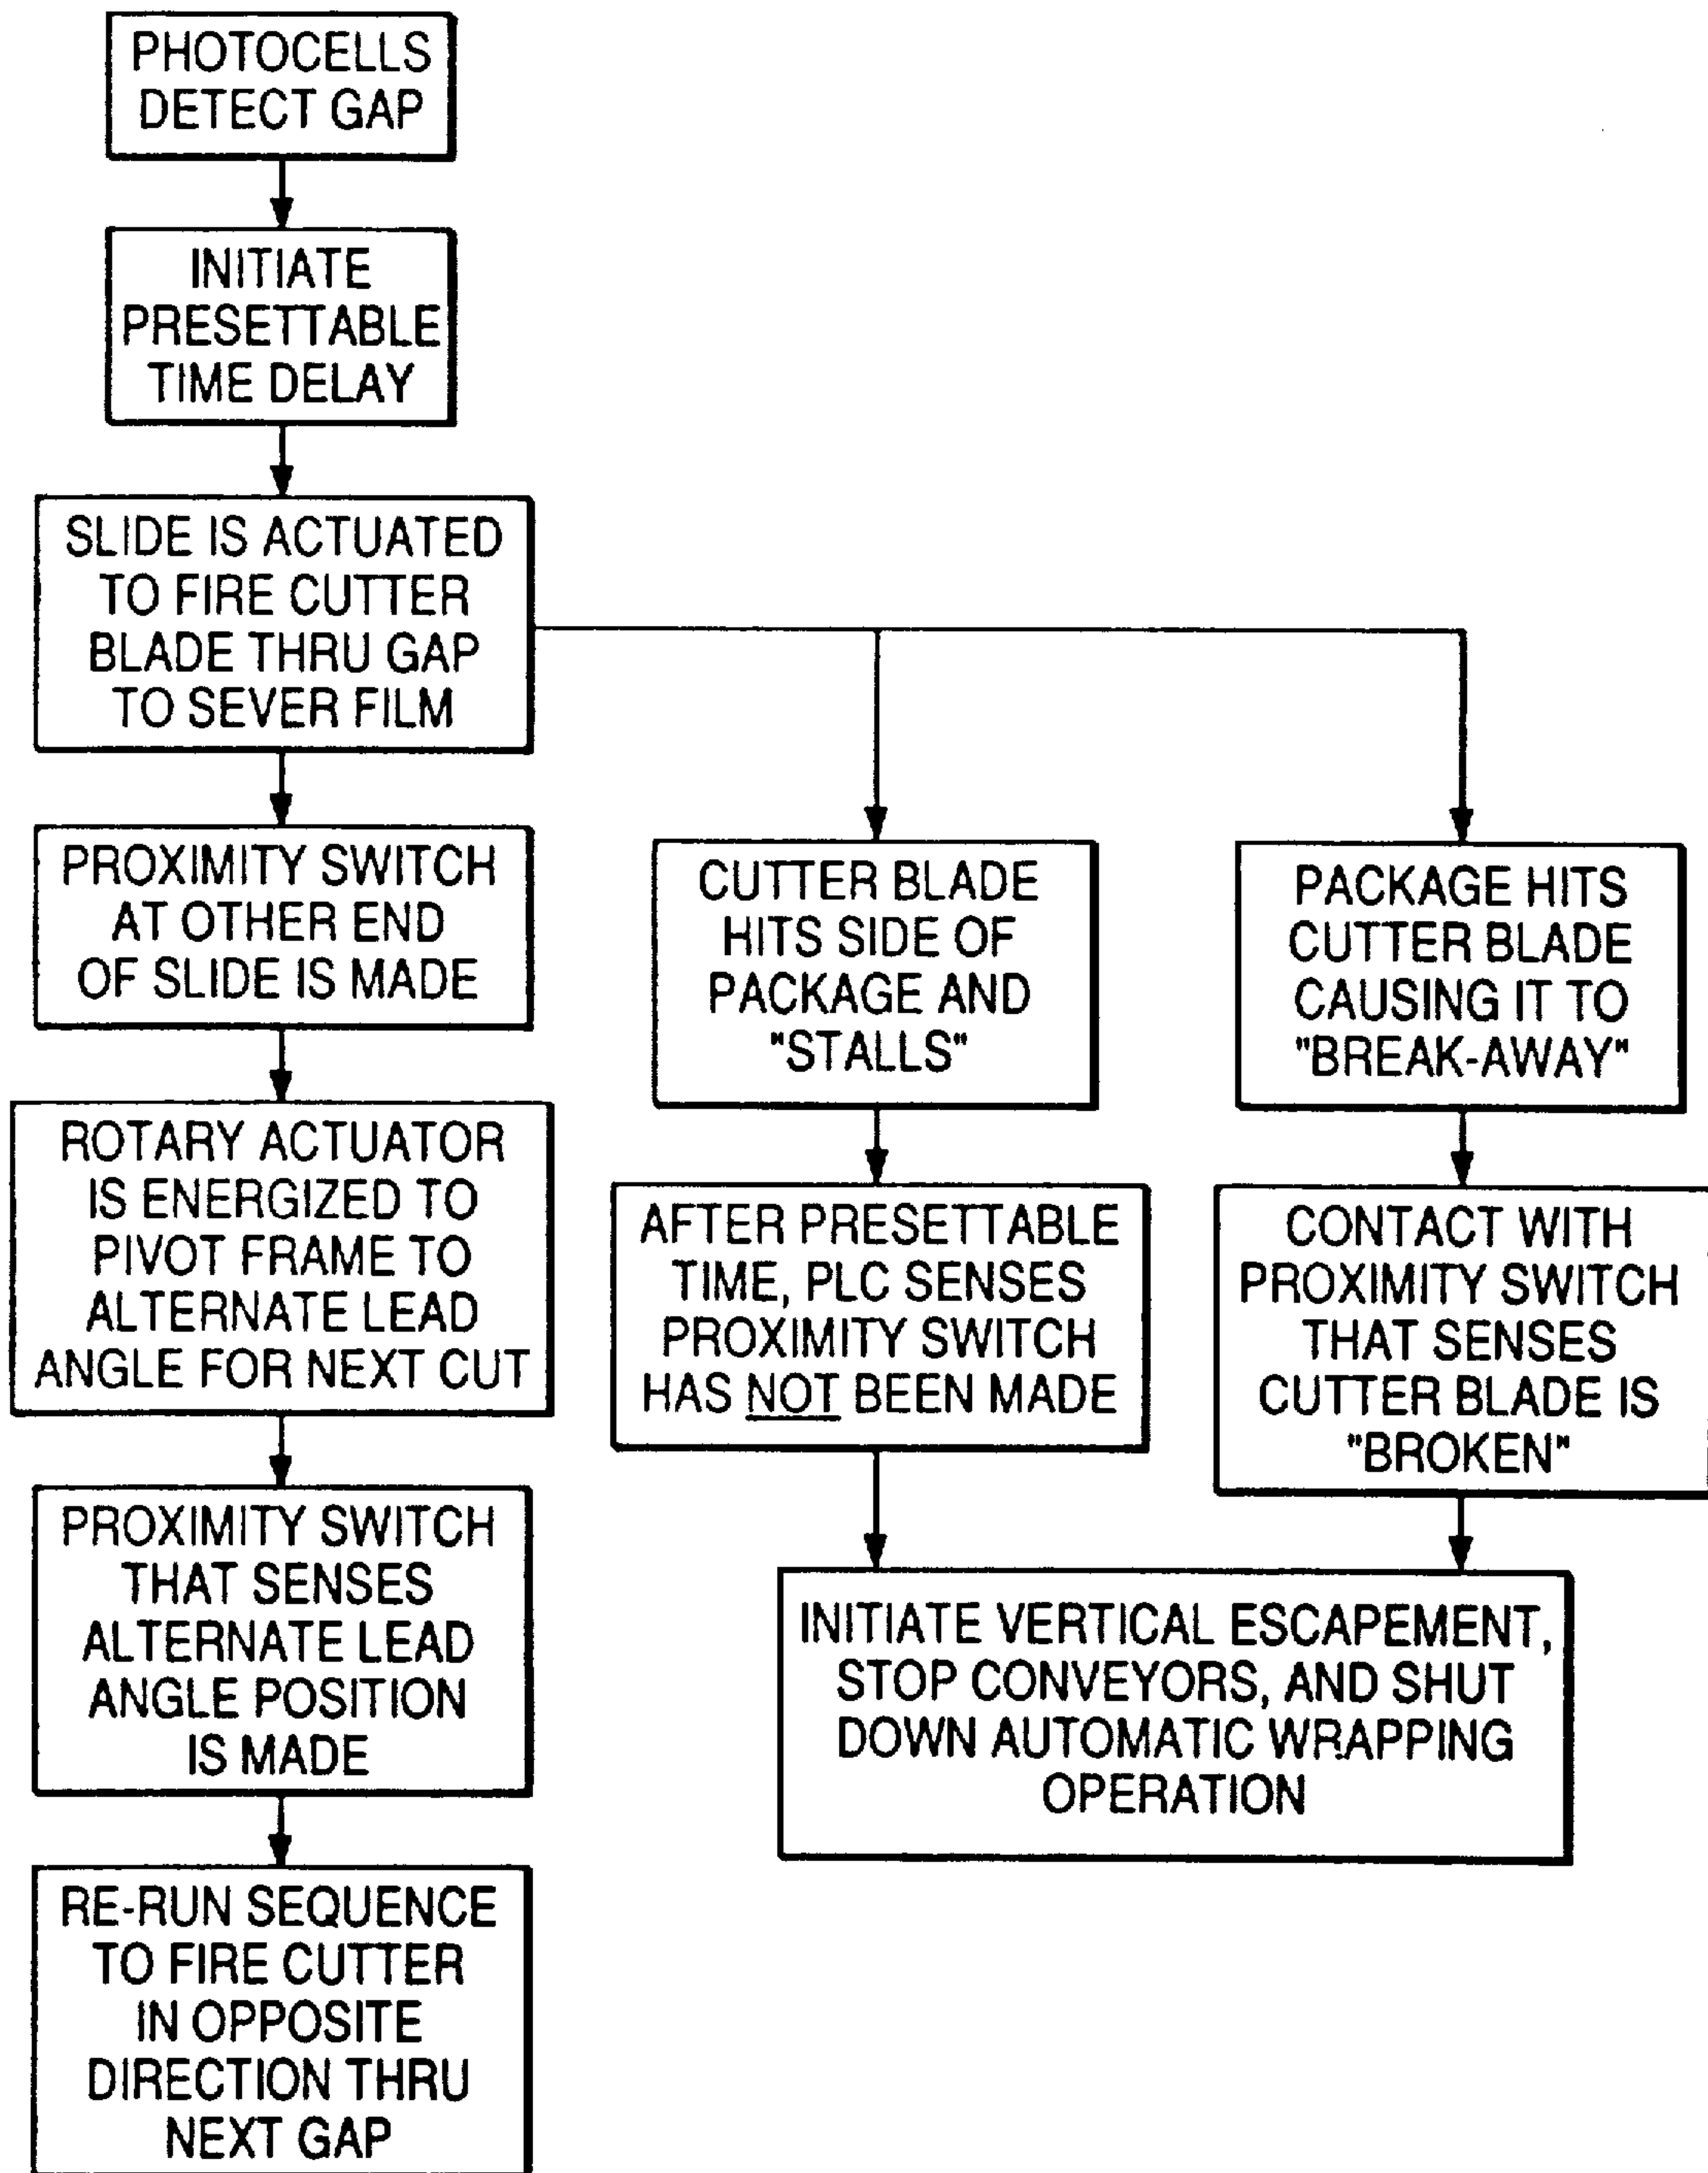 PHOTOCELLS
DETECT GAP
INITIATE
PRESETTABLE
TIME DELAY
SLIDE IS ACTUATED
TO FIRE CUTTER
BLADE THRU GAP
TO SEVER FILM
PROXIMITY SWITCH
AT OTHER END
OF SLIDE IS MADE
ROTARY ACTUATOR
IS ENERGIZED TO
PIVOT FRAME TO
ALTERNATE LEAD
ANGLE FOR NEXT CUT
PROXIMITY SWITCH
THAT SENSES
ALTERNATE LEAD
ANGLE POSITION
IS MADE
RE-RUN SEQUENCE
TO FIRE CUTTER
IN OPPOSITE
DIRECTION THRU
NEXT GAP
CUTTER BLADE
HITS SIDE OF
PACKAGE AND
"STALLS"
AFTER PRESETTABLE
TIME, PLC SENSES
PROXIMITY SWITCH
HAS NOT BEEN MADE
PACKAGE HITS
CUTTER BLADE
CAUSING IT TO
"BREAK-AWAY"
CONTACT WITH
PROXIMITY SWITCH
THAT SENSES
CUTTER BLADE IS
"BROKEN"
INITIATE VERTICAL ESCAPEMENT,
STOP CONVEYORS, AND SHUT
DOWN AUTOMATIC WRAPPING
OPERATION